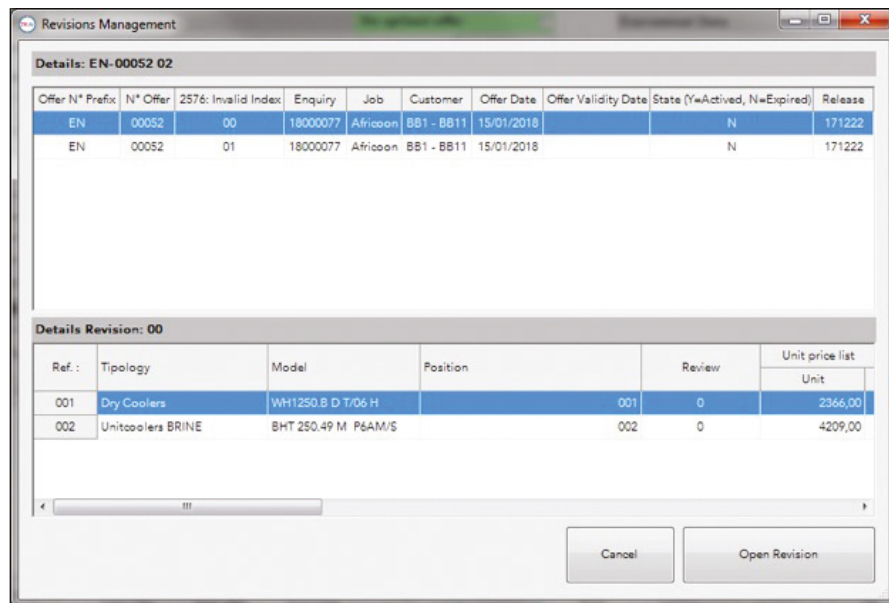 Revisions Management
Details: EN-00052 02
Offer N° Prefix N° Offer 2576: Invalid Index Enquiry Job Customer Offer Date Offer Validity Date State (Y=Actived, N=Expired) Release
EN 00052 00 18000077 Africoon BB1 - BB11 15/01/2018 N 171222
EN 00052 01 18000077 Africoon BB1 - BB11 15/01/2018 N 171222
Details Revision: 00
Ref. : Tipology Model Position Review Unit price list
Unit
001 Dry Coolers WH1250.B D T/06 H 001 0 2366,00
002 Unitcoolers BRINE BHT 250.49 M P6AM/S 002 0 4209,00
Cancel Open Revision